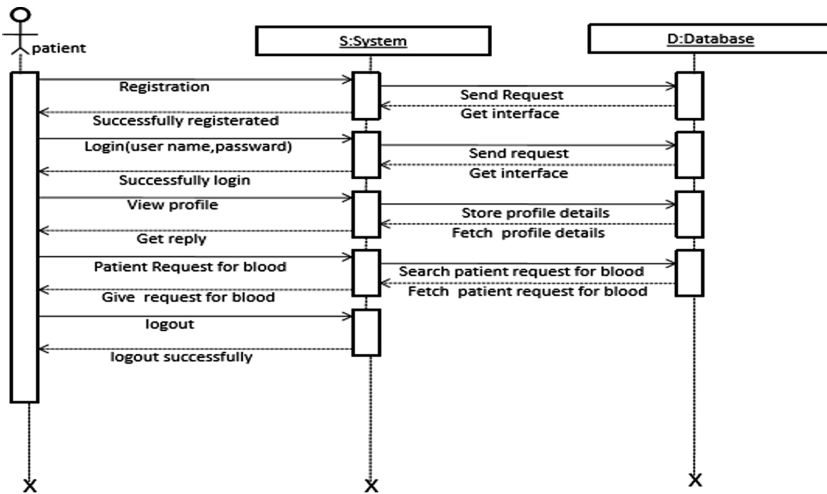 patient
S:System
D:Database
Registration
Send Request
Get interface
Successfully registerated
Login(user name,passward)
Send request
Get interface
Successfully login
View profile
Store profile details
Fetch profile details
Get reply
Patient Request for blood
Search patient request for blood
Give request for blood
Fetch patient request for blood
logout
logout successfully
X
X
X